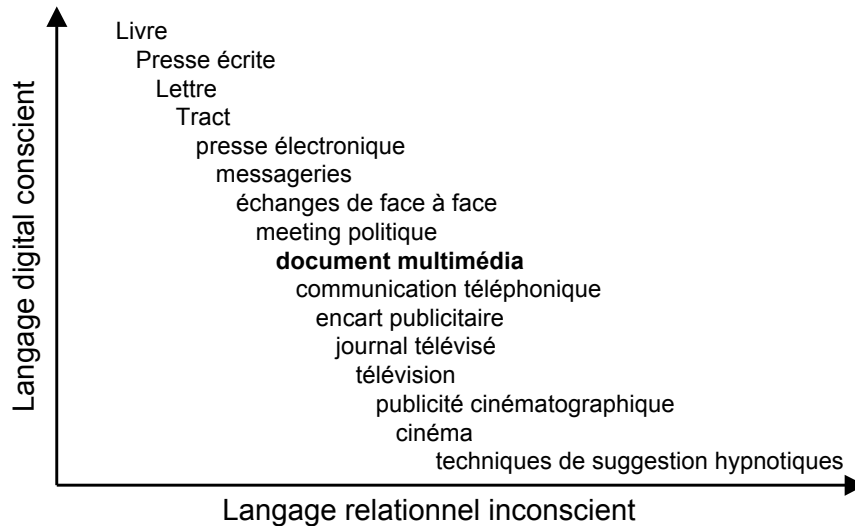 Livre
Presse écrite
Lettre
Tract
presse électronique
messageries
échanges de face à face
meeting politique
document multimédia
communication téléphonique
encart publicitaire
journal télévisé
télévision
publicité cinématographique
cinéma
techniques de suggestion hypnotiques
Langage digital conscient
Langage relationnel inconscient